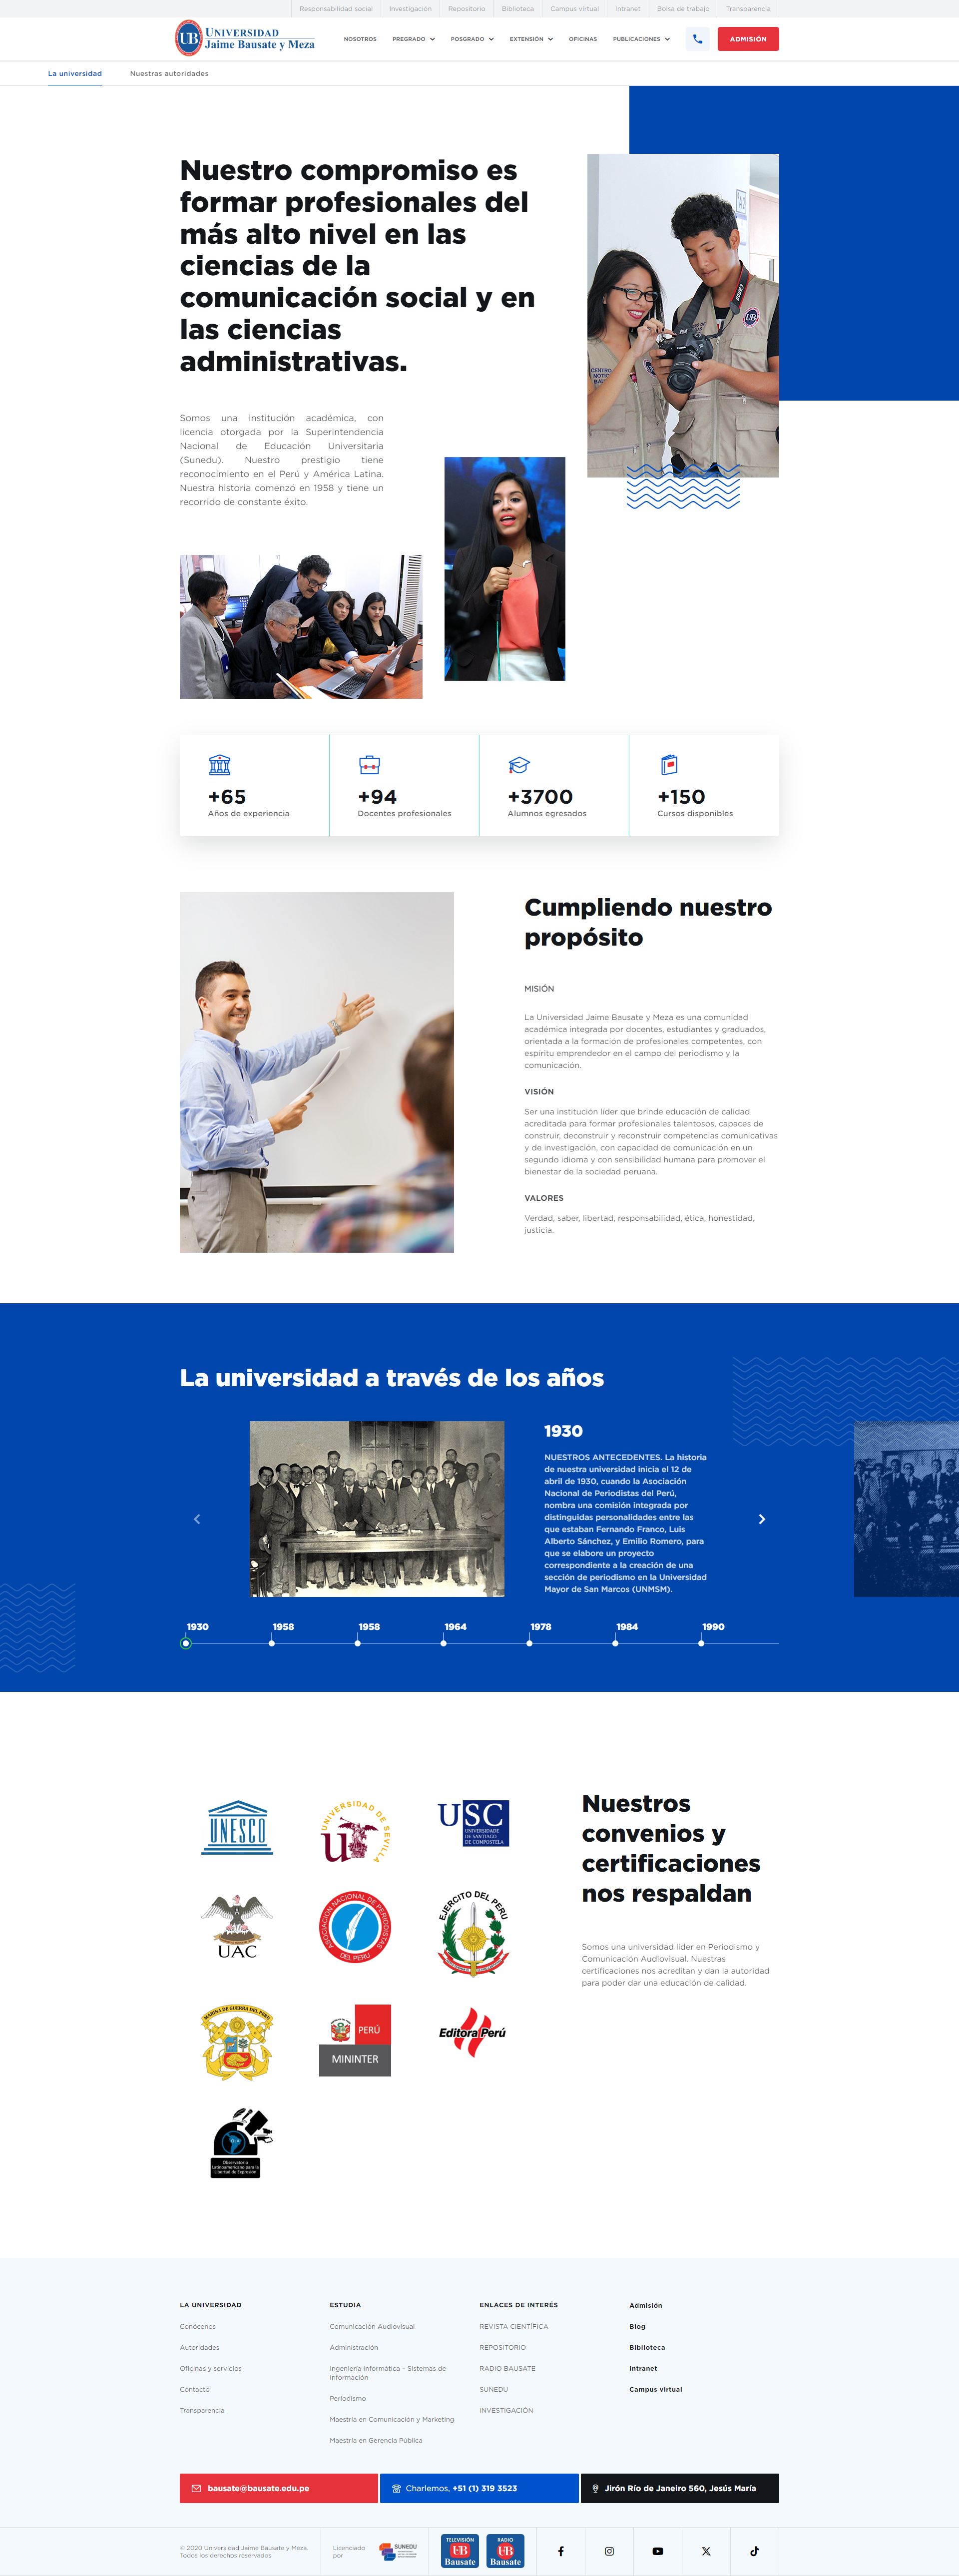 Responsabilidad social
Investigación
Repositorio
Biblioteca
Campus virtual
Intranet
Bolsa de trabajo
Transparencia
UB
UNIVERSIDAD
Jaime Bausate y Meza
NOSOTROS
PREGRADO
POSGRADO
EXTENSIÓN
OFICINAS
PUBLICACIONES
ADMISIÓN
La universidad
Nuestras autoridades
Nuestro compromiso es
formar profesionales del
más alto nivel en las
ciencias de la
comunicación social y en
las ciencias
administrativas.
Somos una institución académica, con
licencia otorgada por la Superintendencia
Nacional de Educación Universitaria
(Sunedu). Nuestro prestigio tiene
reconocimiento en el Perú y América Latina.
Nuestra historia comenzó en 1958 y tiene un
recorrido de constante éxito.
+65
Años de experiencia
+94
Docentes profesionales
+3700
Alumnos egresados
+150
Cursos disponibles
Cumpliendo nuestro
propósito
MISIÓN
La Universidad Jaime Bausate y Meza es una comunidad
académica integrada por docentes, estudiantes y graduados,
orientada a la formación de profesionales competentes, con
espíritu emprendedor en el campo del periodismo y la
comunicación.
VISIÓN
Ser una institución líder que brinde educación de calidad
acreditada para formar profesionales talentosos, capaces de
construir, deconstruir y reconstruir competencias comunicativas
y de investigación, con capacidad de comunicación en un
segundo idioma y con sensibilidad humana para promover el
bienestar de la sociedad peruana.
VALORES
Verdad, saber, libertad, responsabilidad, ética, honestidad,
justicia.
La universidad a través de los años
1930
NUESTROS ANTECEDENTES. La historia
de nuestra universidad inicia el 12 de
abril de 1930, cuando la Asociación
Nacional de Periodistas del Perú,
nombra una comisión integrada por
distinguidas personalidades entre las
que estaban Fernando Franco, Luis
Alberto Sánchez, y Emilio Romero, para
que se elabore un proyecto
correspondiente a la creación de una
sección de periodismo en la Universidad
Mayor de San Marcos (UNMSM).
1930
1958
1958
1964
1978
1984
1990
UNESCO
UNIVERSIDAD DE SEVILLA
USC
UNIVERSIDADE
DE SANTIAGO
DE COMPOSTELA
UAC
ASOCIACIÓN NACIONAL DE PERIODISTAS
DEL PERÚ
EJERCITO DEL PERU
MARINA DE GUERRA DEL PERU
PERÚ
MININTER
Editora Perú
Observatorio
Latinoamericano para la
Libertad de Expresión
Nuestros
convenios y
certificaciones
nos respaldan
Somos una universidad líder en Periodismo y
Comunicación Audiovisual. Nuestras
certificaciones nos acreditan y dan la autoridad
para poder dar una educación de calidad.
LA UNIVERSIDAD
Conócenos
Autoridades
Oficinas y servicios
Contacto
Transparencia
ESTUDIA
Comunicación Audiovisual
Administración
Ingeniería Informática – Sistemas de
Información
Periodismo
Maestría en Comunicación y Marketing
Maestría en Gerencia Pública
ENLACES DE INTERÉS
REVISTA CIENTÍFICA
REPOSITORIO
RADIO BAUSATE
SUNEDU
INVESTIGACIÓN
Admisión
Blog
Biblioteca
Intranet
Campus virtual
bausate@bausate.edu.pe
Charlemos, +51 (1) 319 3523
Jirón Río de Janeiro 560, Jesús María
© 2020 Universidad Jaime Bausate y Meza.
Todos los derechos reservados
Licenciado
por
SUNEDU
TELEVISIÓN
UB
Bausate
RADIO
UB
Bausate